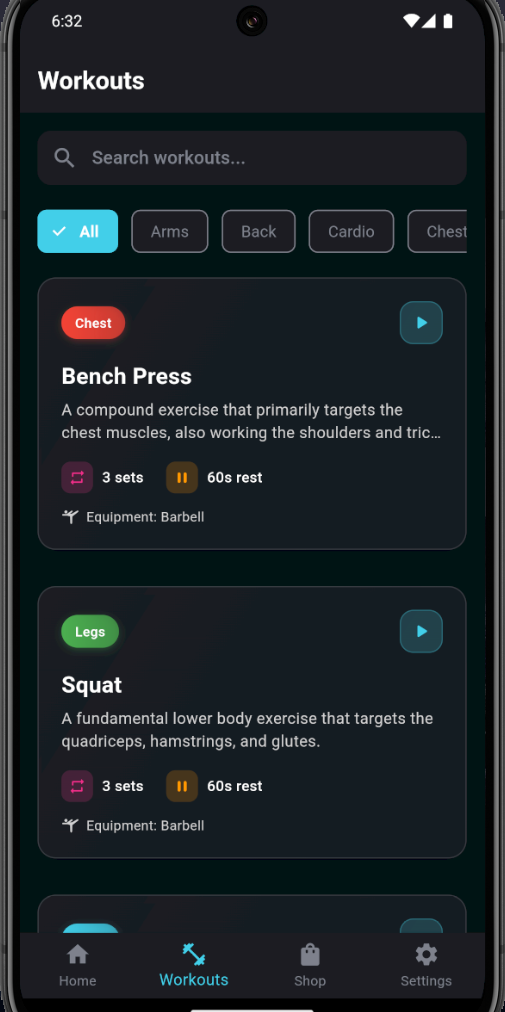 6:32
Workouts
Search workouts...
All
Arms
Back
Cardio
Chest
Chest
Bench Press
A compound exercise that primarily targets the
chest muscles, also working the shoulders and tric...
3 sets
60s rest
Equipment: Barbell
Legs
Squat
A fundamental lower body exercise that targets the
quadriceps, hamstrings, and glutes.
3 sets
60s rest
Equipment: Barbell
Home
Workouts
Shop
Settings